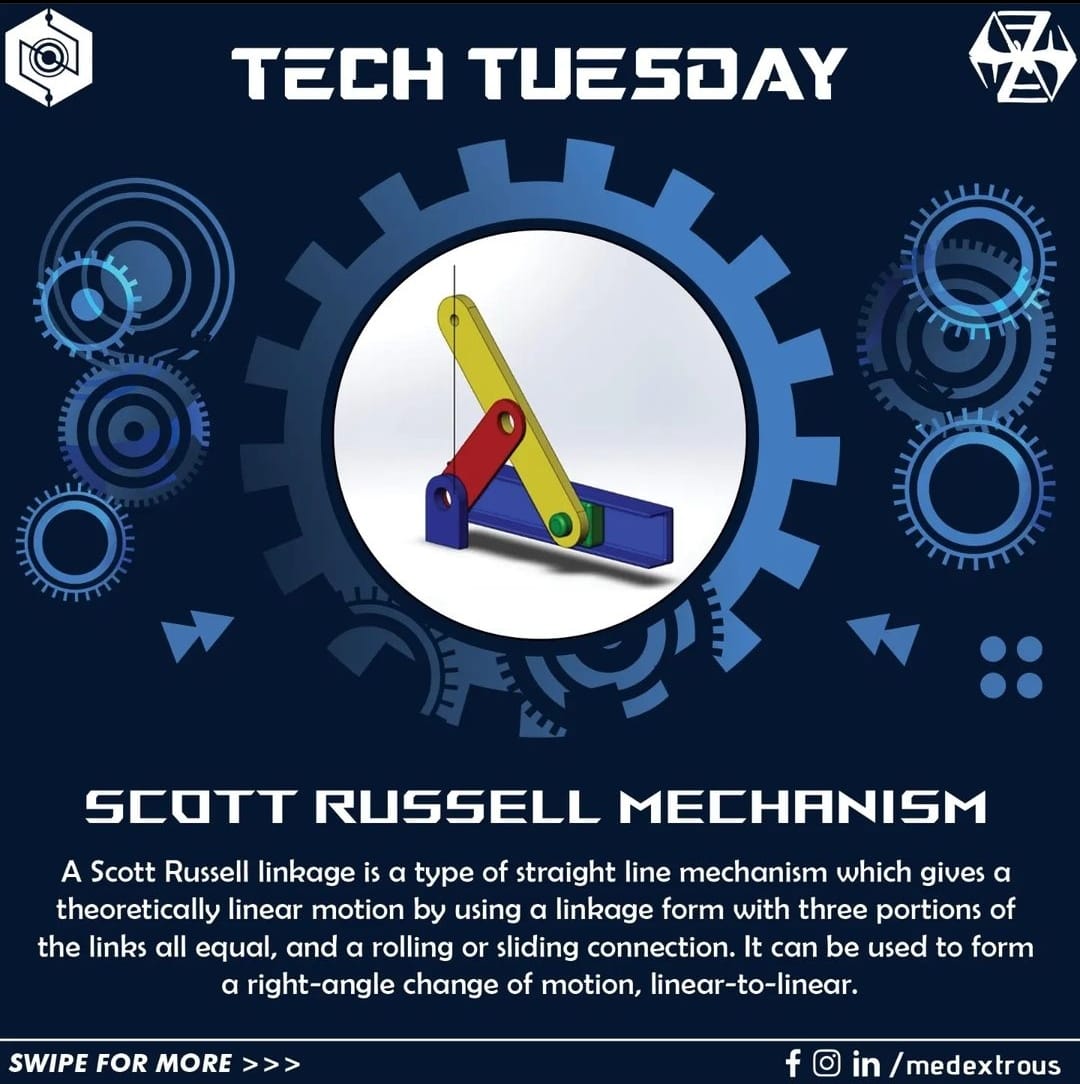 TECH TUESDAY
SCOTT RUSSELL MECHANISM
A Scott Russell linkage is a type of straight line mechanism which gives a
theoretically linear motion by using a linkage form with three portions of
the links all equal, and a rolling or sliding connection. It can be used to form
a right-angle change of motion, linear-to-linear.
SWIPE FOR MORE >>>
f in /medextrous